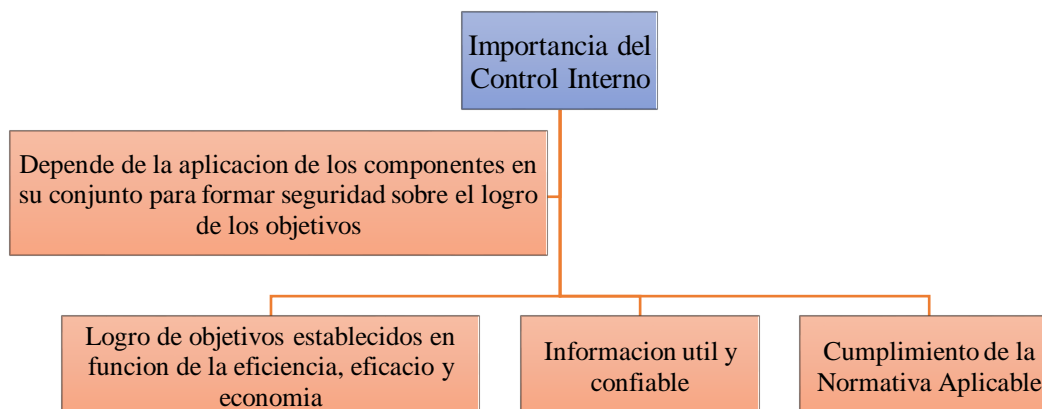 Importancia del
Control Interno
Depende de la aplicacion de los componentes en
su conjunto para formar seguridad sobre el logro
de los objetivos
Logro de objetivos establecidos en
funcion de la eficiencia, eficacio y
economia
Informacion util y
confiable
Cumplimiento de la
Normativa Aplicable